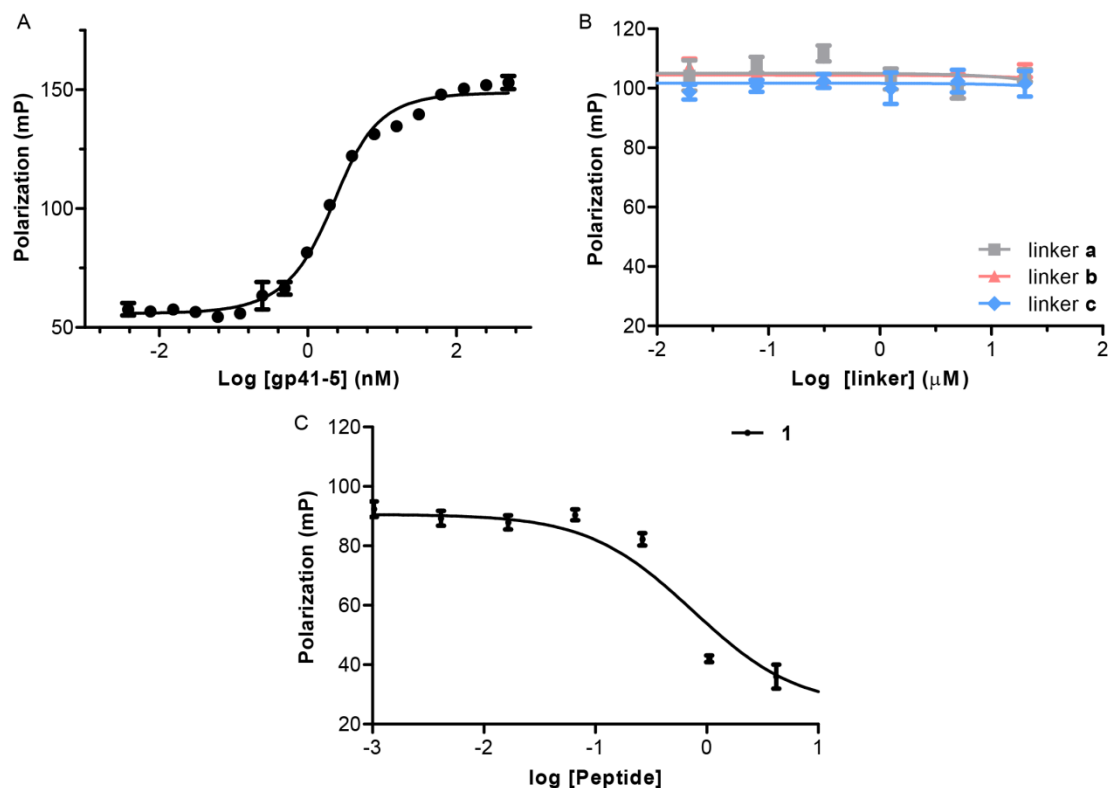 A
Polarization (mP)
150
100
50
-2
0
2
Log [gp41-5] (nM)
B
Polarization (mP)
120
100
80
60
40
20
-2
-1
0
1
2
Log [linker] (μM)
linker a
linker b
linker c
C
Polarization (mP)
120
100
80
60
40
20
-3
-2
-1
0
1
log [Peptide]
1